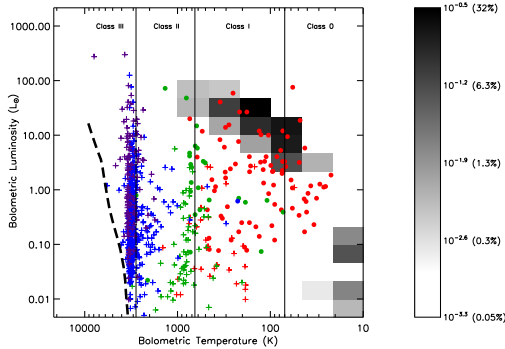 Class III Class II Class I Class 0
1000.00
100.00
10.00
1.00
0.10
0.01
Bolometric Luminosity (L⊙)
10000 1000 100 10
Bolometric Temperature (K)
10^-0.5 (32%)
10^-1.2 (6.3%)
10^-1.9 (1.3%)
10^-2.6 (0.3%)
10^-3.3 (0.05%)